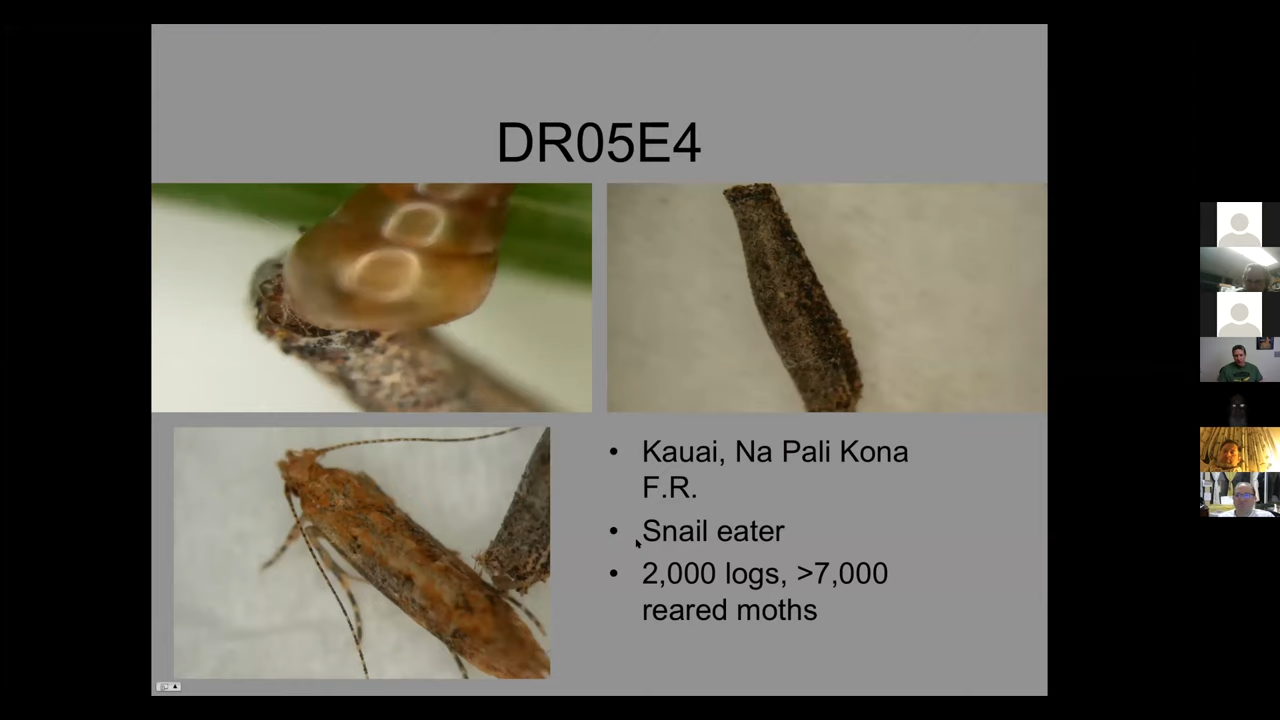 DR05E4
• Kauai, Na Pali Kona
F.R.
• Snail eater
• 2,000 logs, >7,000
reared moths